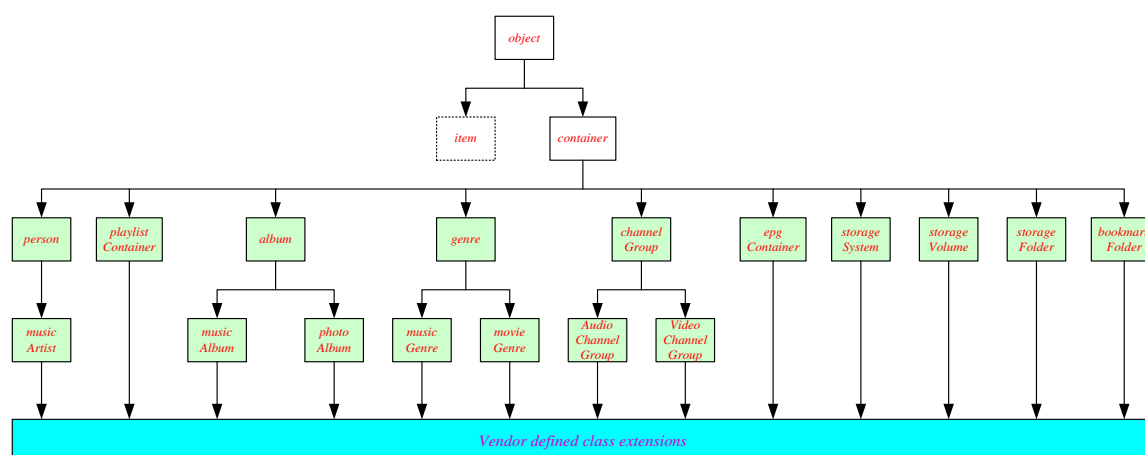 object
item
container
person
playlist
Container
album
genre
channel
Group
epg
Container
storage
System
storage
Volume
storage
Folder
bookmark
Folder
music
Artist
music
Album
photo
Album
music
Genre
movie
Genre
Audio
Channel
Group
Video
Channel
Group
Vendor defined class extensions